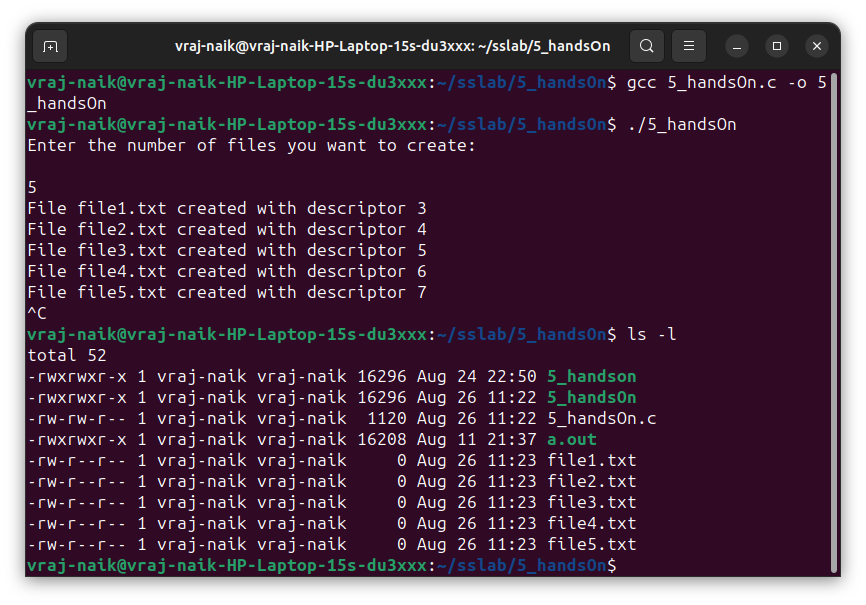 vraj-naik@vraj-naik-HP-Laptop-15s-du3xxx: ~/sslab/5_handsOn
vraj-naik@vraj-naik-HP-Laptop-15s-du3xxx:~/sslab/5_handsOn$ gcc 5_handsOn.c -o 5
_handsOn
vraj-naik@vraj-naik-HP-Laptop-15s-du3xxx:~/sslab/5_handsOn$ ./5_handsOn
Enter the number of files you want to create:
5
File file1.txt created with descriptor 3
File file2.txt created with descriptor 4
File file3.txt created with descriptor 5
File file4.txt created with descriptor 6
File file5.txt created with descriptor 7
^C
vraj-naik@vraj-naik-HP-Laptop-15s-du3xxx:~/sslab/5_handsOn$ ls -l
total 52
-rwxrwxr-x 1 vraj-naik vraj-naik 16296 Aug 24 22:50 5_handson
-rwxrwxr-x 1 vraj-naik vraj-naik 16296 Aug 26 11:22 5_handsOn
-rw-rw-r-- 1 vraj-naik vraj-naik  1120 Aug 26 11:22 5_handsOn.c
-rwxrwxr-x 1 vraj-naik vraj-naik 16208 Aug 11 21:37 a.out
-rw-r--r-- 1 vraj-naik vraj-naik     0 Aug 26 11:23 file1.txt
-rw-r--r-- 1 vraj-naik vraj-naik     0 Aug 26 11:23 file2.txt
-rw-r--r-- 1 vraj-naik vraj-naik     0 Aug 26 11:23 file3.txt
-rw-r--r-- 1 vraj-naik vraj-naik     0 Aug 26 11:23 file4.txt
-rw-r--r-- 1 vraj-naik vraj-naik     0 Aug 26 11:23 file5.txt
vraj-naik@vraj-naik-HP-Laptop-15s-du3xxx:~/sslab/5_handsOn$